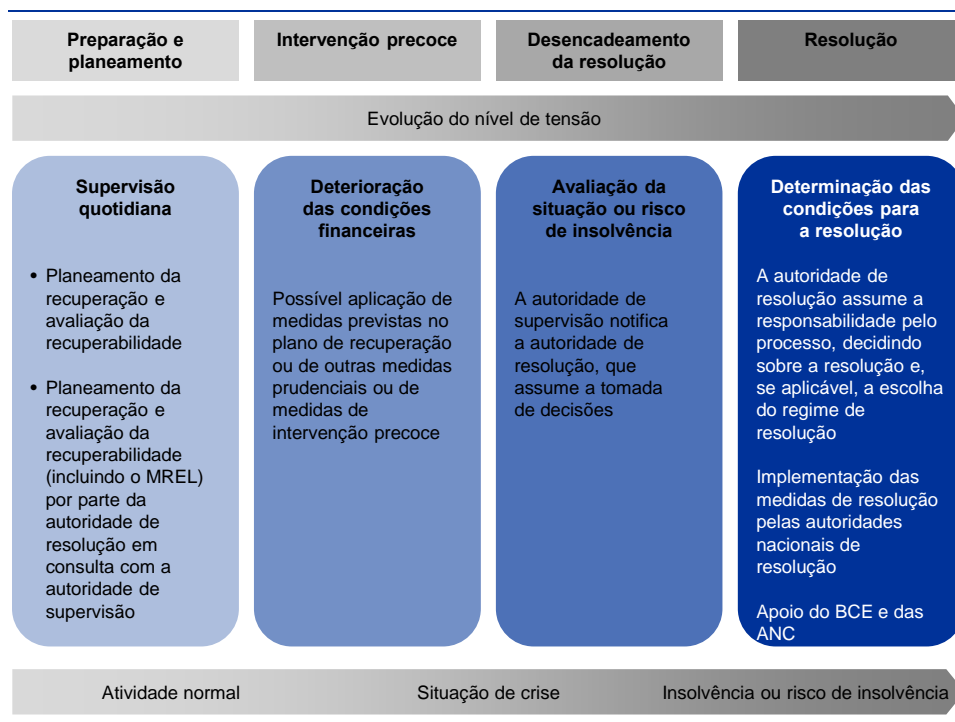 Preparação e
planeamento
Intervenção precoce
Desencadeamento
da resolução
Resolução
Evolução do nível de tensão
Supervisão
quotidiana
• Planeamento da
recuperação e
avaliação da
recuperabilidade
• Planeamento da
recuperação e
avaliação da
recuperabilidade
(incluindo o MREL)
por parte da
autoridade de
resolução em
consulta com a
autoridade de
supervisão
Deterioração
das condições
financeiras
Possível aplicação de
medidas previstas no
plano de recuperação
ou de outras medidas
prudenciais ou de
medidas de
intervenção precoce
Avaliação da
situação ou risco
de insolvência
A autoridade de
supervisão notifica
a autoridade de
resolução, que
assume a tomada
de decisões
Determinação das
condições para
a resolução
A autoridade de
resolução assume a
responsabilidade pelo
processo, decidindo
sobre a resolução e,
se aplicável, a escolha
do regime de
resolução
Implementação das
medidas de resolução
pelas autoridades
nacionais de
resolução
Apoio do BCE e das
ANC
Atividade normal
Situação de crise
Insolvência ou risco de insolvência